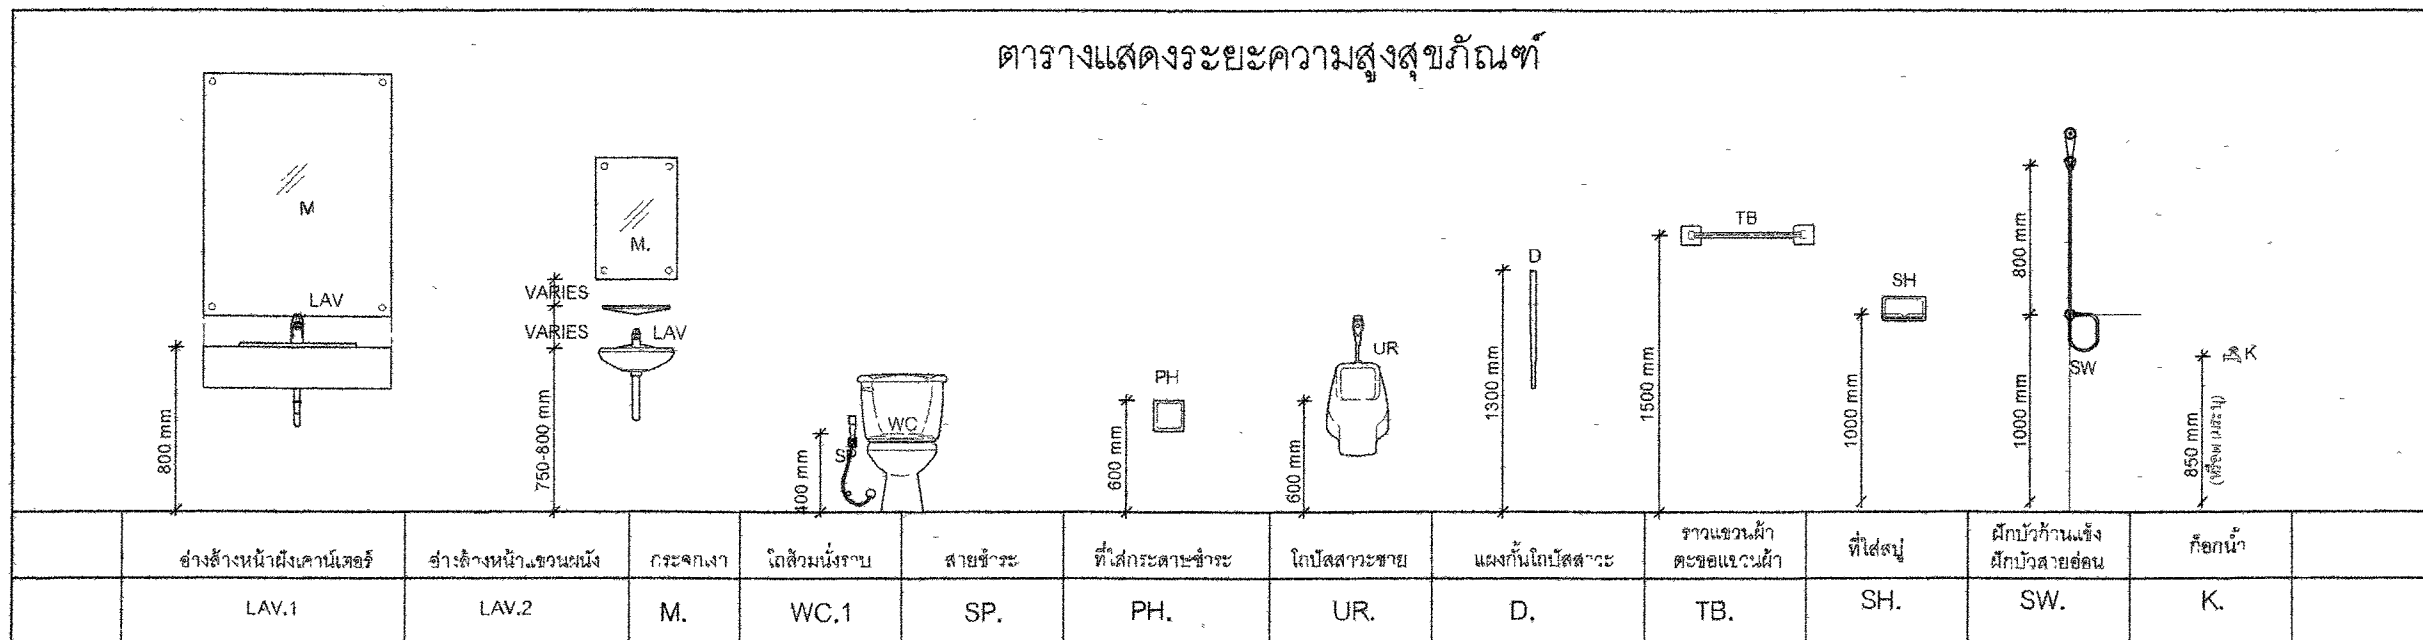 ตารางแสดงระยะความสูงสุขภัณฑ์
M
LAV
800 mm
M.
VARIES
VARIES
LAV
750-800 mm
WC
SP
400 mm
PH
600 mm
UR
600 mm
D
1300 mm
TB
1500 mm
SH
1000 mm
800 mm
1000 mm
SW
K
850 mm
อ่างล้างหน้าฝังเคาน์เตอร์ อ่างล้างหน้าแขวนผนัง กระจกเงา โถส้วมนั่งราบ สายชำระ ที่ใส่กระดาษชำระ โถปัสสาวะชาย แผงกั้นโถปัสสาวะ ราวแขวนผ้า ที่ใส่สบู่ ฝักบัวก้านแข็ง ก็อกน้ำ
ตะขอแขวนผ้า ฝักบัวสายอ่อน
LAV.1 LAV.2 M. WC.1 SP. PH. UR. D. TB. SH. SW. K.